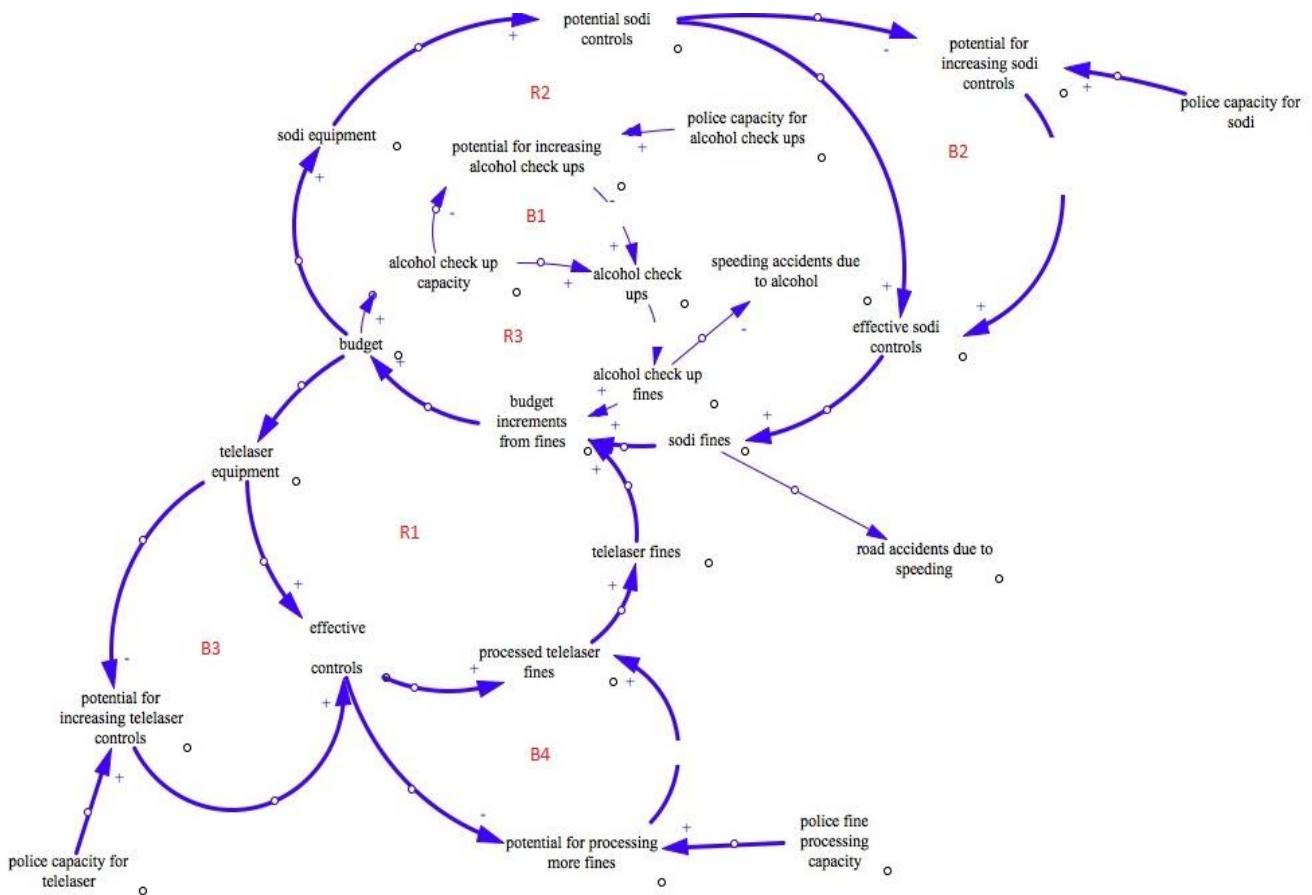 potential sodi
controls
+
-
potential for
increasing sodi
controls
+
police capacity for
sodi
R2
sodi equipment
+
police capacity for
alcohol check ups
+
potential for increasing
alcohol check ups
B2
-
-
B1
+
alcohol check up
capacity
+
alcohol check
ups
speeding accidents due
to alcohol
-
+
+
effective sodi
controls
budget
+
+
R3
alcohol check up
fines
+
budget
increments
from fines
+
+
sodi fines
+
telelaser
equipment
R1
telelaser fines
road accidents due to
speeding
+
+
effective
controls
B3
-
+
processed telelaser
fines
+
+
potential for
increasing telelaser
controls
+
B4
-
potential for processing
more fines
+
police fine
processing
capacity
police capacity for
telelaser